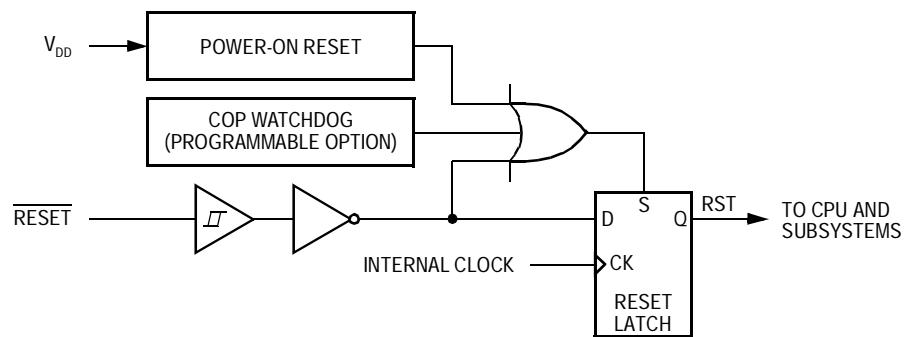 V_DD
POWER-ON RESET
COP WATCHDOG
(PROGRAMMABLE OPTION)
RESET
D
S
Q
RST
TO CPU AND
SUBSYSTEMS
INTERNAL CLOCK
CK
RESET
LATCH